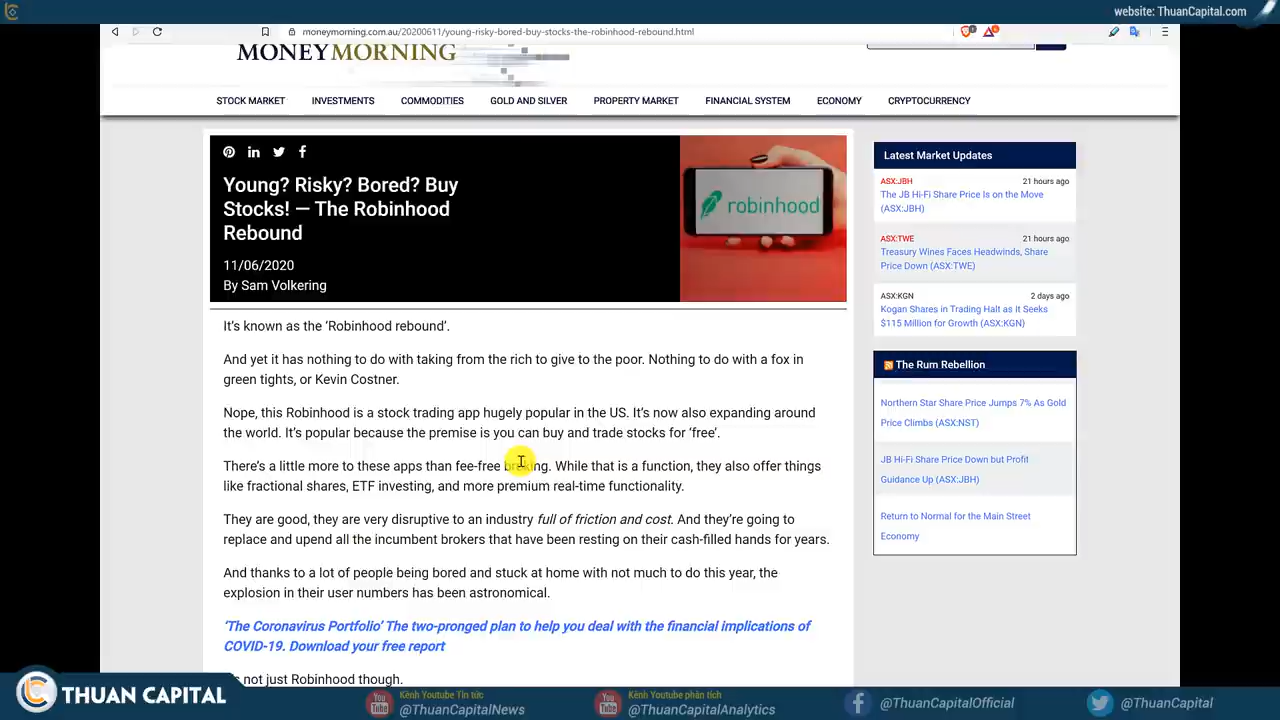 website: ThuanCapital.com
moneymorning.com.au/20200611/young-risky-bored-buy-stocks-the-robinhood-rebound.html
MONEYMORNING
STOCK MARKET
INVESTMENTS
COMMODITIES
GOLD AND SILVER
PROPERTY MARKET
FINANCIAL SYSTEM
ECONOMY
CRYPTOCURRENCY
Young? Risky? Bored? Buy
Stocks! — The Robinhood
Rebound
11/06/2020
By Sam Volkering
robinhood
It's known as the 'Robinhood rebound'.
And yet it has nothing to do with taking from the rich to give to the poor. Nothing to do with a fox in
green tights, or Kevin Costner.
Nope, this Robinhood is a stock trading app hugely popular in the US. It's now also expanding around
the world. It's popular because the premise is you can buy and trade stocks for 'free'.
There's a little more to these apps than fee-free broking. While that is a function, they also offer things
like fractional shares, ETF investing, and more premium real-time functionality.
They are good, they are very disruptive to an industry full of friction and cost. And they're going to
replace and upend all the incumbent brokers that have been resting on their cash-filled hands for years.
And thanks to a lot of people being bored and stuck at home with not much to do this year, the
explosion in their user numbers has been astronomical.
'The Coronavirus Portfolio' The two-pronged plan to help you deal with the financial implications of
COVID-19. Download your free report
not just Robinhood though.
Latest Market Updates
ASX:JBH
21 hours ago
The JB Hi-Fi Share Price Is on the Move
(ASX:JBH)
ASX:TWE
21 hours ago
Treasury Wines Faces Headwinds, Share
Price Down (ASX:TWE)
ASX:KGN
2 days ago
Kogan Shares in Trading Halt as It Seeks
$115 Million for Growth (ASX:KGN)
The Rum Rebellion
Northern Star Share Price Jumps 7% As Gold
Price Climbs (ASX:NST)
JB Hi-Fi Share Price Down but Profit
Guidance Up (ASX:JBH)
Return to Normal for the Main Street
Economy
THUAN CAPITAL
You
Kênh Youtube Tin tức
@ThuanCapitalNews
You
Kênh Youtube phân tích
@ThuanCapitalAnalytics
@ThuanCapitalOfficial
@ThuanCapital